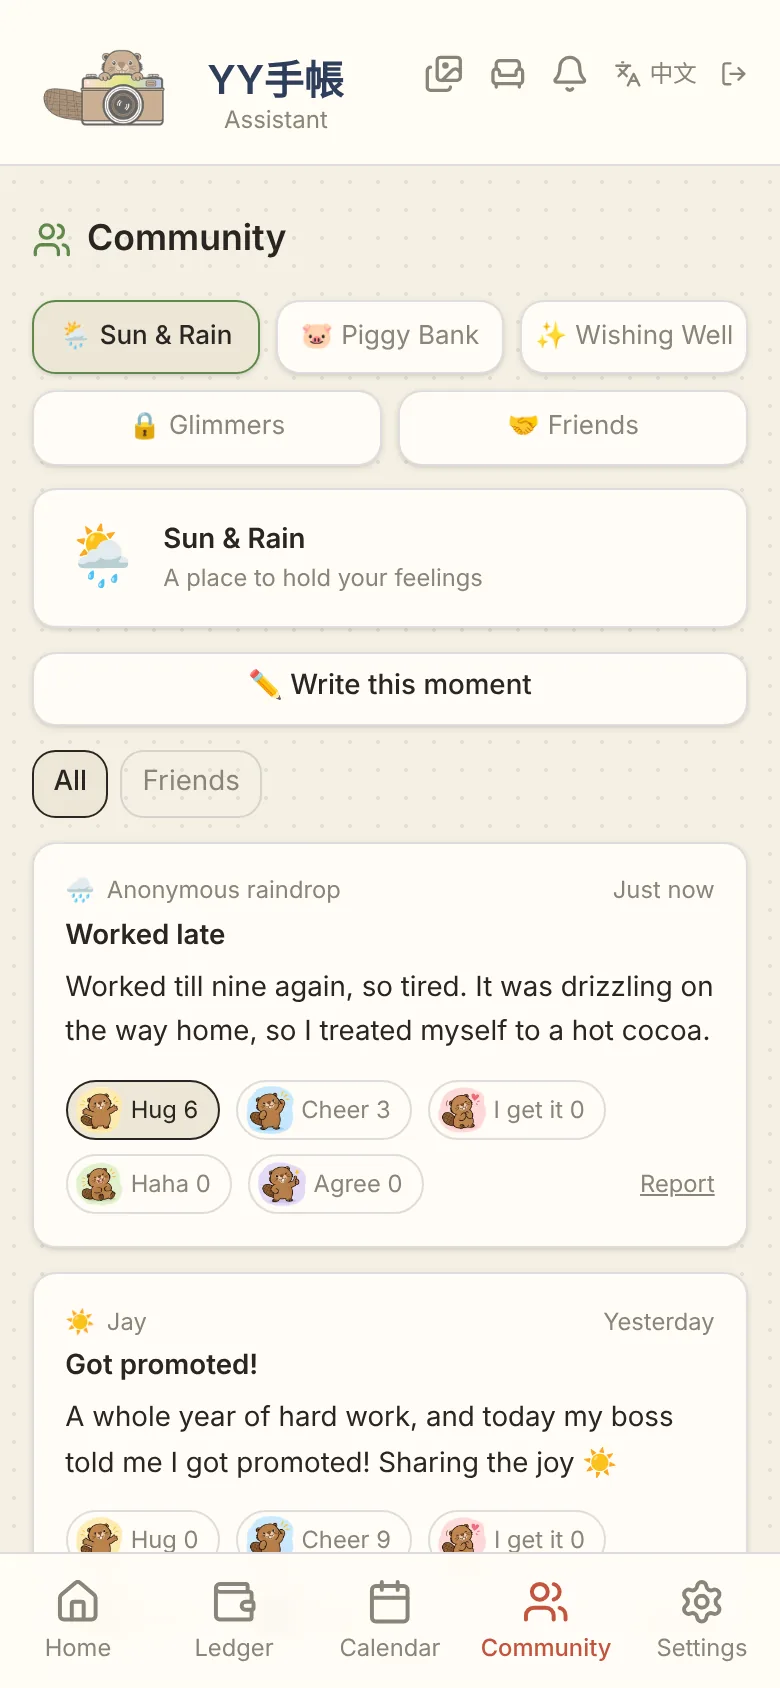 YY手帳
Assistant
中文
Community
Sun & Rain
Piggy Bank
Wishing Well
Glimmers
Friends
Sun & Rain
A place to hold your feelings
Write this moment
All
Friends
Anonymous raindrop
Just now
Worked late
Worked till nine again, so tired. It was drizzling on
the way home, so I treated myself to a hot cocoa.
Hug 6
Cheer 3
I get it 0
Haha 0
Agree 0
Report
Jay
Yesterday
Got promoted!
A whole year of hard work, and today my boss
told me I got promoted! Sharing the joy ☀️
Hug 0
Cheer 9
I get it 0
Home
Ledger
Calendar
Community
Settings